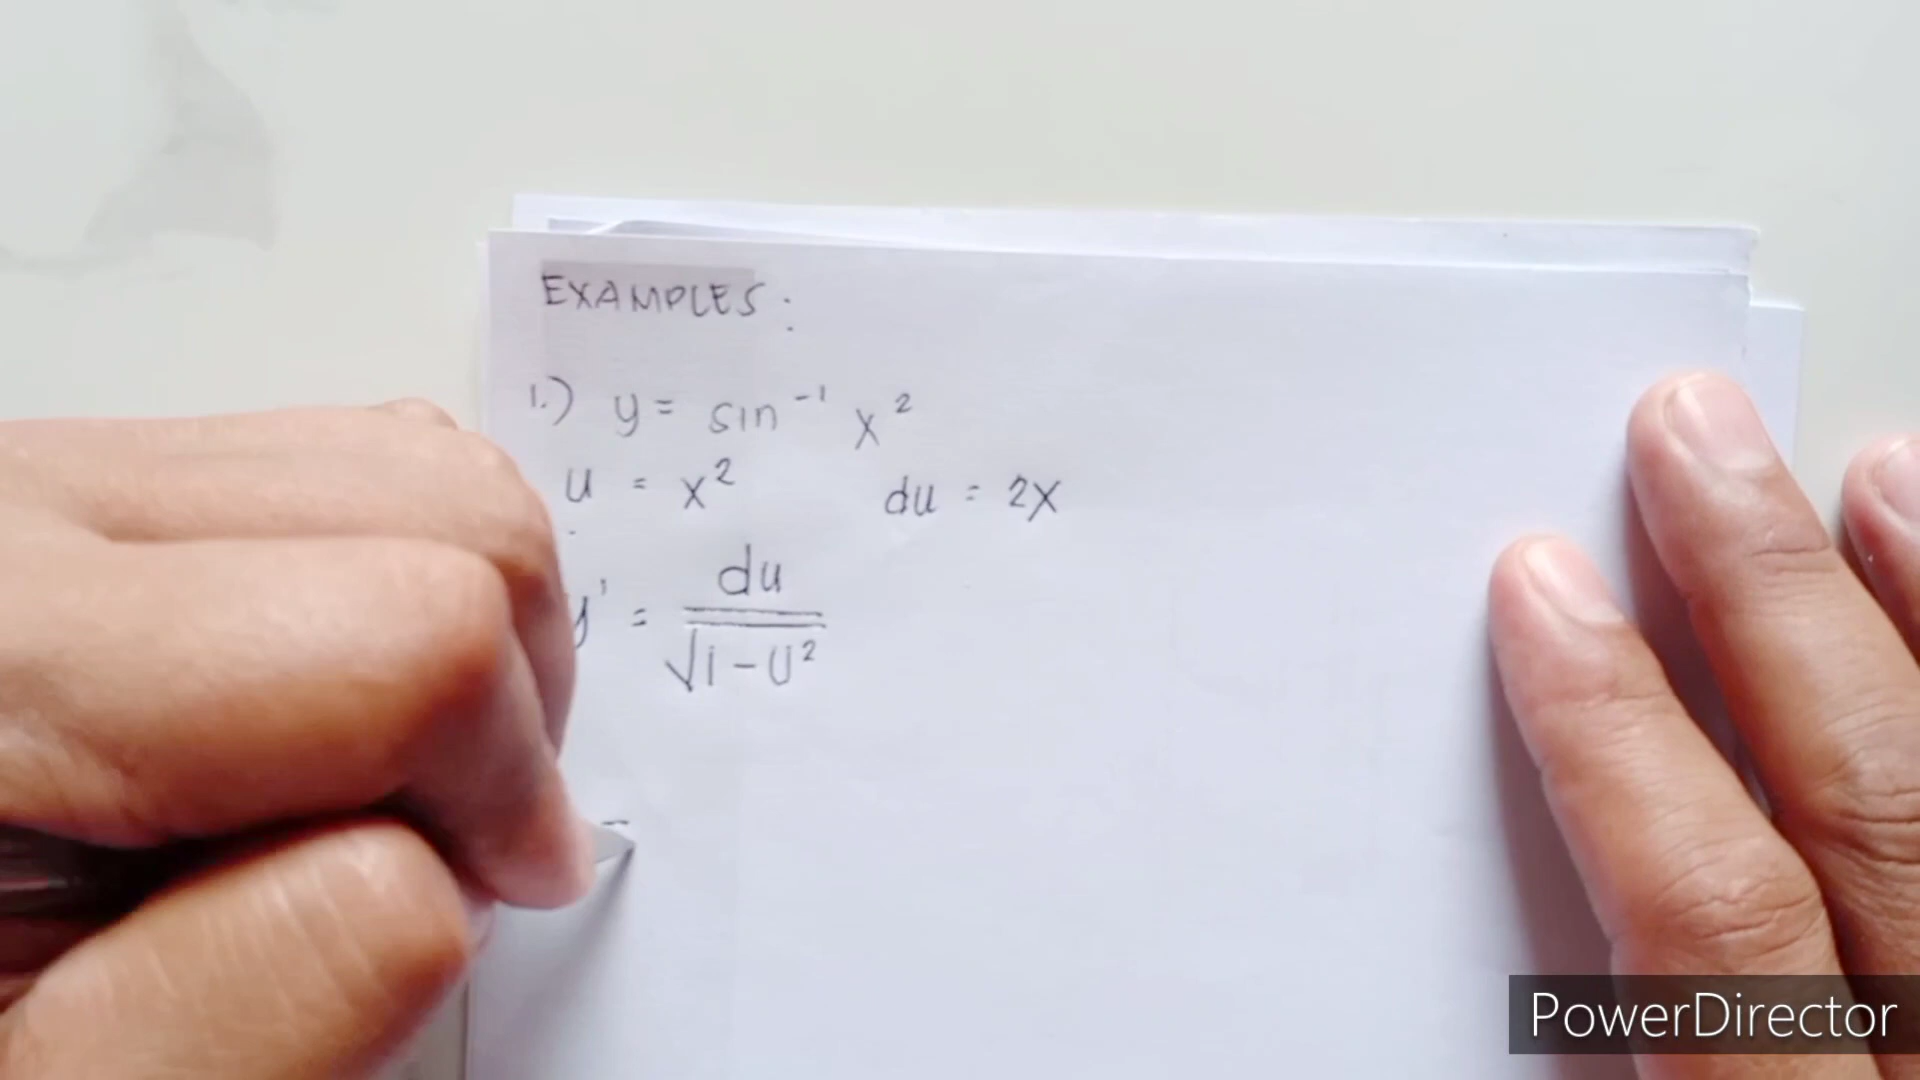 EXAMPLES:
1.) y = sin⁻¹ x²
u = x² du = 2x
y' = du
√1-u²
=
PowerDirector